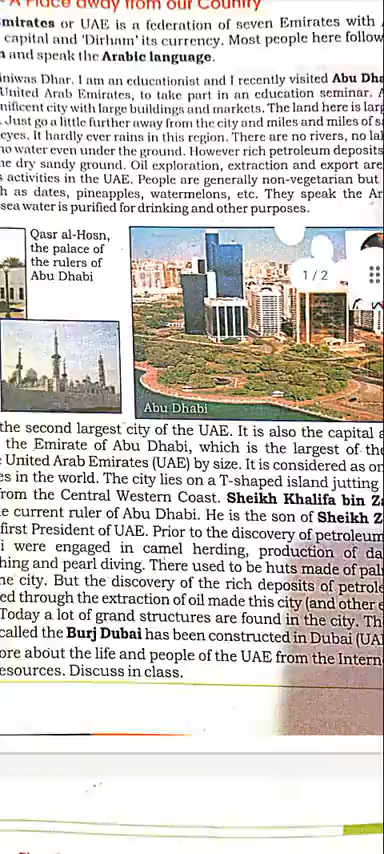 A Place away from our Country
mirates or UAE is a federation of seven Emirates with
capital and 'Dirham' its currency. Most people here follow
and speak the Arabic language.
iniwas Dhar. I am an educationist and I recently visited Abu Dha
United Arab Emirates, to take part in an education seminar. A
nificent city with large buildings and markets. The land here is lar
Just go a little further away from the city and miles and miles of s
eyes. It hardly ever rains in this region. There are no rivers, no la
no water even under the ground. However rich petroleum deposits
he dry sandy ground. Oil exploration, extraction and export are
s activities in the UAE. People are generally non-vegetarian but
h as dates, pineapples, watermelons, etc. They speak the Ar
sea water is purified for drinking and other purposes.
Qasr al-Hosn,
the palace of
the rulers of
Abu Dhabi
1 / 2
Abu Dhabi
the second largest city of the UAE. It is also the capital a
the Emirate of Abu Dhabi, which is the largest of the
United Arab Emirates (UAE) by size. It is considered as on
es in the world. The city lies on a T-shaped island jutting
from the Central Western Coast. Sheikh Khalifa bin Za
e current ruler of Abu Dhabi. He is the son of Sheikh Z
first President of UAE. Prior to the discovery of petroleum
i were engaged in camel herding, production of da
hing and pearl diving. There used to be huts made of pal
he city. But the discovery of the rich deposits of petrole
ed through the extraction of oil made this city (and other e
Today a lot of grand structures are found in the city. Th
called the Burj Dubai has been constructed in Dubai (UA
ore about the life and people of the UAE from the Intern
esources. Discuss in class.